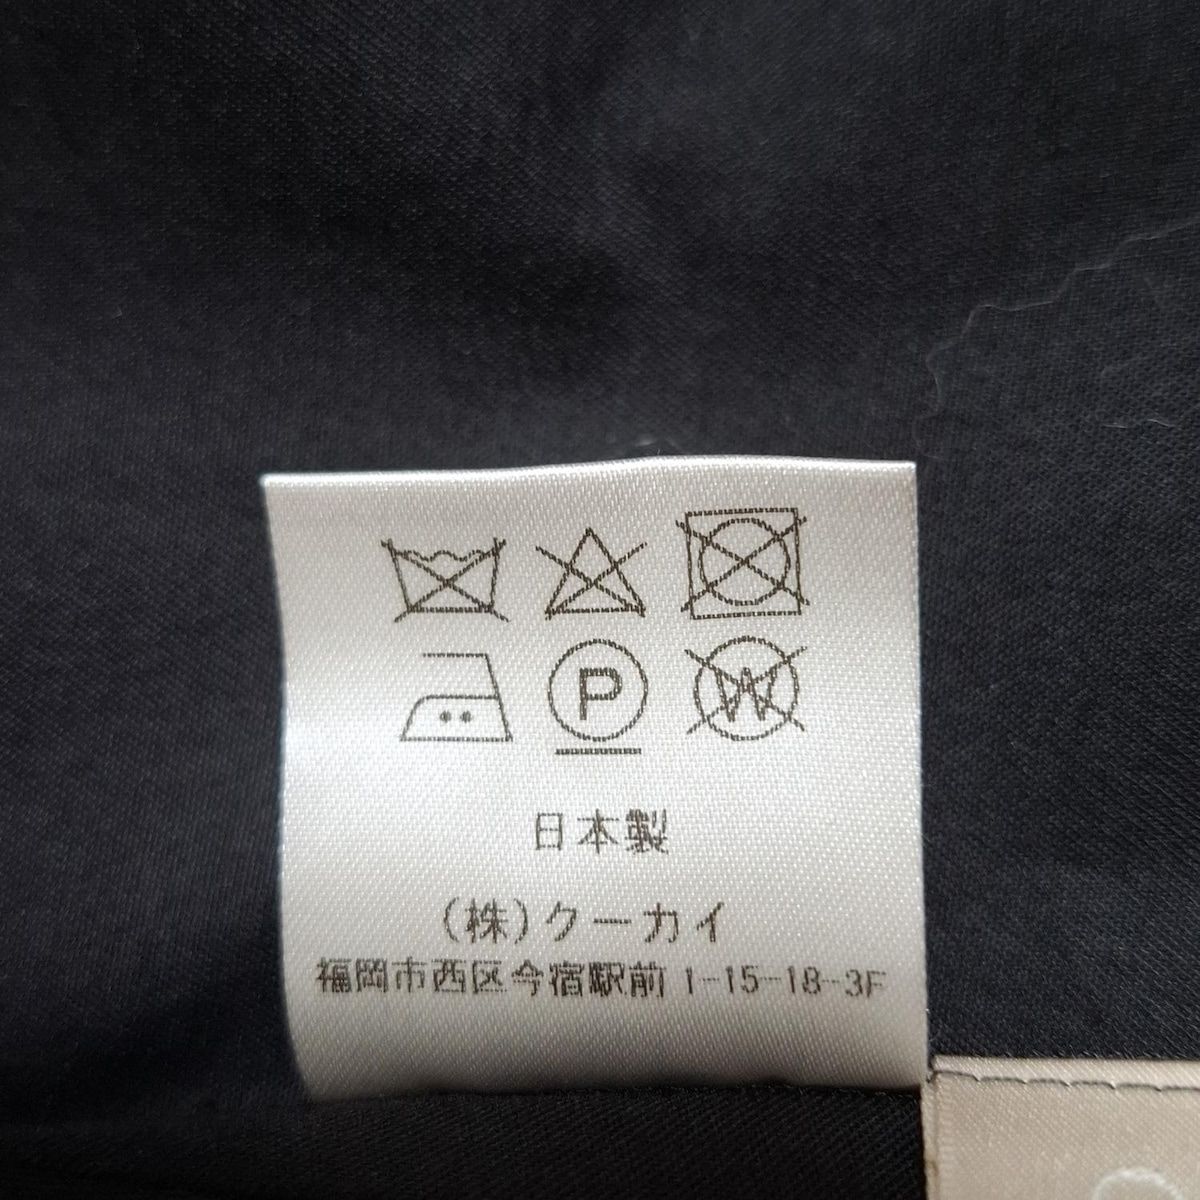 P W
日本製
(株)クーカイ
福岡市西区今宿駅前1-15-18-3F